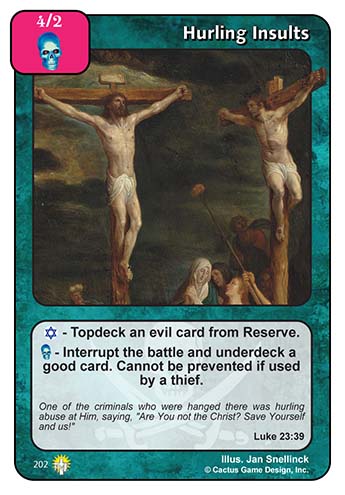 4/2
Hurling Insults
- Topdeck an evil card from Reserve.
- Interrupt the battle and underdeck a
good card. Cannot be prevented if used
by a thief.
One of the criminals who were hanged there was hurling
abuse at Him, saying, "Are You not the Christ? Save Yourself
and us!"
Luke 23:39
Illus. Jan Snellinck
202
© Cactus Game Design, Inc.